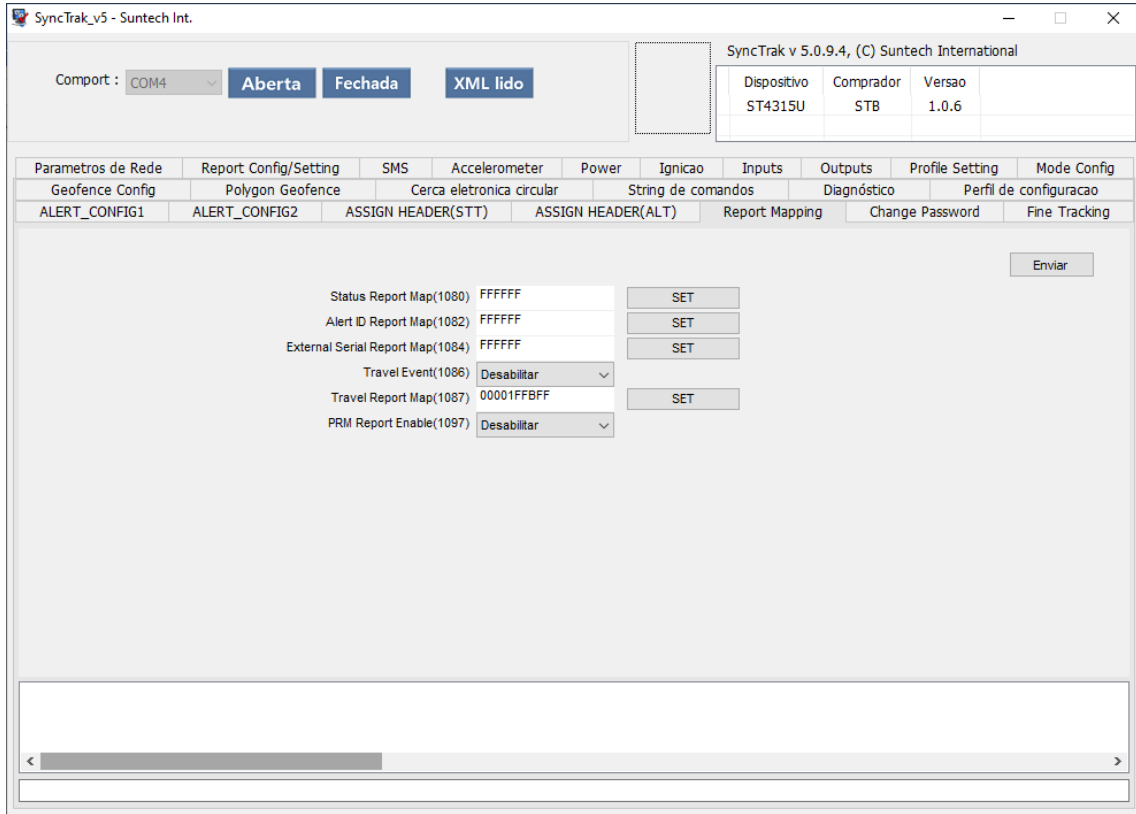 SyncTrak_v5 - Suntech Int.
SyncTrak v 5.0.9.4, (C) Suntech International
Comport : COM4 Aberta Fechada XML lido
Dispositivo Comprador Versao
ST4315U STB 1.0.6
Parametros de Rede Report Config/Setting SMS Accelerometer Power Ignicao Inputs Outputs Profile Setting Mode Config
Geofence Config Polygon Geofence Cerca eletronica circular String de comandos Diagnóstico Perfil de configuracao
ALERT_CONFIG1 ALERT_CONFIG2 ASSIGN HEADER(STT) ASSIGN HEADER(ALT) Report Mapping Change Password Fine Tracking
Enviar
Status Report Map(1080) FFFFFF SET
Alert ID Report Map(1082) FFFFFF SET
External Serial Report Map(1084) FFFFFF SET
Travel Event(1086) Desabilitar
Travel Report Map(1087) 00001FFBFF SET
PRM Report Enable(1097) Desabilitar